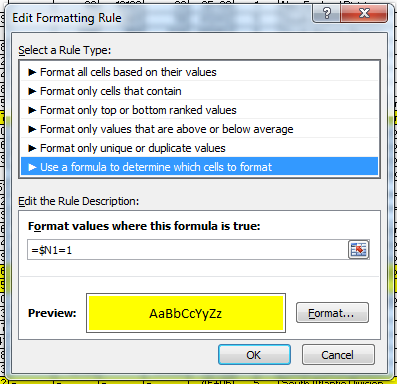 Edit Formatting Rule
?
Select a Rule Type:
► Format all cells based on their values
► Format only cells that contain
► Format only top or bottom ranked values
► Format only values that are above or below average
► Format only unique or duplicate values
► Use a formula to determine which cells to format
Edit the Rule Description:
Format values where this formula is true:
=$N1=1
Preview:
AaBbCcYyZz
Format...
OK
Cancel